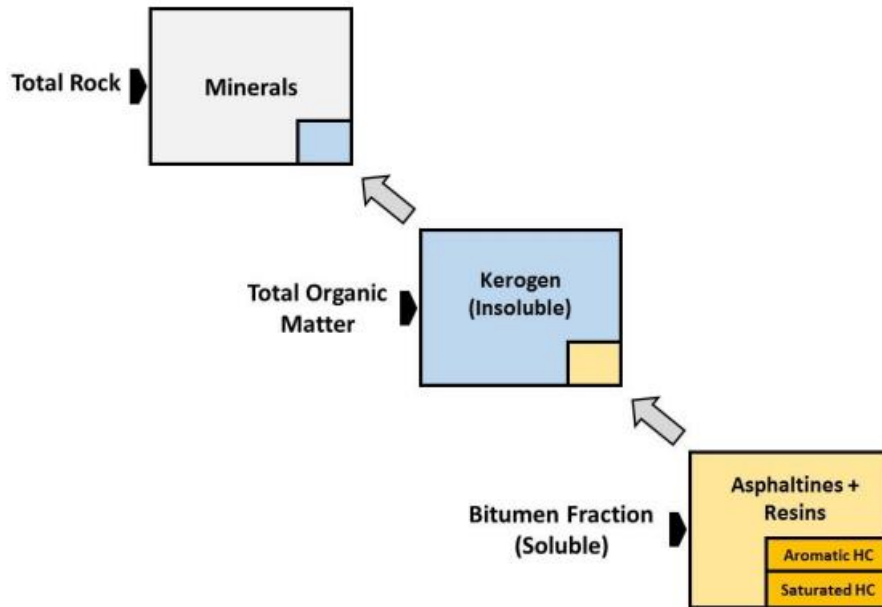 Total Rock
Minerals
Total Organic
Matter
Kerogen
(Insoluble)
Bitumen Fraction
(Soluble)
Asphaltines +
Resins
Aromatic HC
Saturated HC